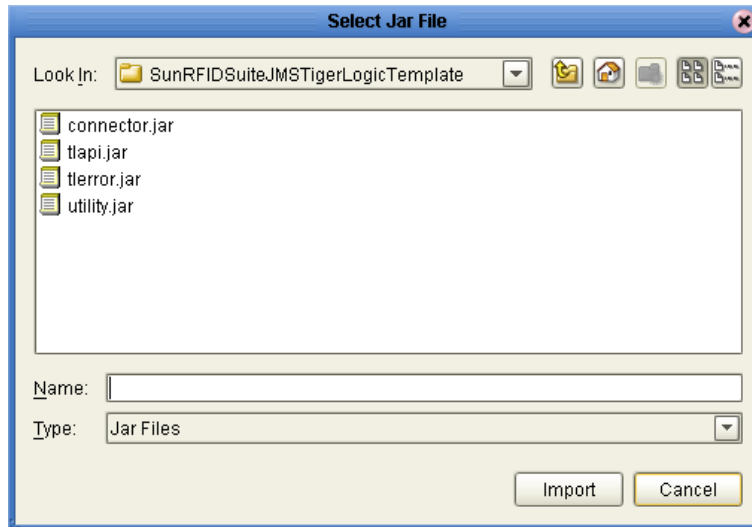 Select Jar File
Look In: SunRFIDSuiteJMSTigerLogicTemplate
connector.jar
tlapi.jar
tlerror.jar
utility.jar
Name:
Type: Jar Files
Import Cancel